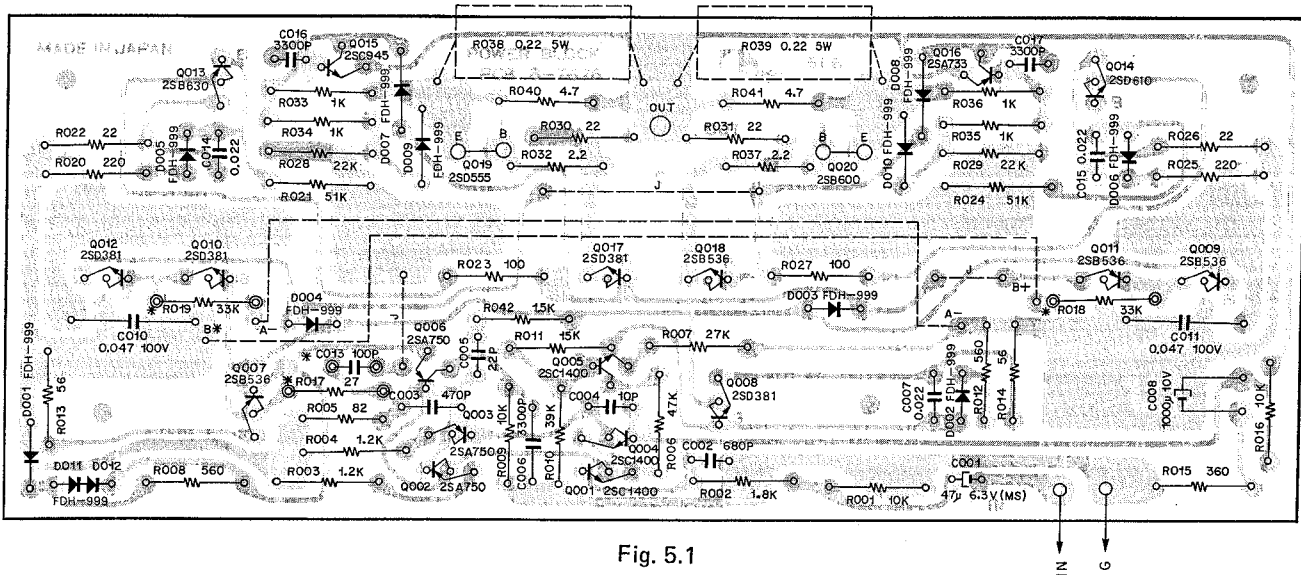 MADE IN JAPAN
C016
3300P
Q015
2SC945
R038 0.22 5W
R039 0.22 5W
Q016
2SA733
C017
3300P
Q013
2SB630
D008
FDH-999
Q014
2SD610
R033 1K
R040 4.7
OUT
R041 4.7
R036 1K
D007
FDH-999
R022 22
D005
FDH-999
C014
0.022
R034 1K
D009
FDH-999
E
B
R030 22
R031 22
B
E
D010
FDH-999
R035 1K
C015 0.022
D006 FDH-999
R026 22
R020 220
R028 22K
Q019
2SD555
R032 2.2
R037 2.2
Q020
2SB600
R029 22K
R025 220
R021 51K
J
R024 51K
Q012
2SD381
Q010
2SD381
R023 100
Q017
2SD381
Q018
2SB536
R027 100
J
B+
Q011
2SB536
Q009
2SB536
* R019 33K
D004
FDH-999
J
R042 15K
D003 FDH-999
A-
* R018 33K
C010
0.047 100V
B*
A-
Q006
2SA750
C005
22P
R011 15K
R007 27K
C011
0.047 100V
D001 FDH-999
R013 56
Q007
2SB536
*
C013 100P
* R017 27
C003 470P
Q005
2SC1400
C004 10P
R006 47K
Q008
2SD381
C007
0.022
D002 FDH-999
R012 560
R014 56
C008
1000μ 10V
R016 10K
R005 82
R004 1.2K
Q003
2SA750
R009 10K
C006 3300P
R010 39K
Q004
2SC1400
C002 680P
D011 D012
FDH-999
R008 560
R003 1.2K
Q002 2SA750
Q001 2SC1400
R002 1.8K
R001 10K
C001
47μ 6.3V(MS)
R015 360
IN
G
Fig. 5.1